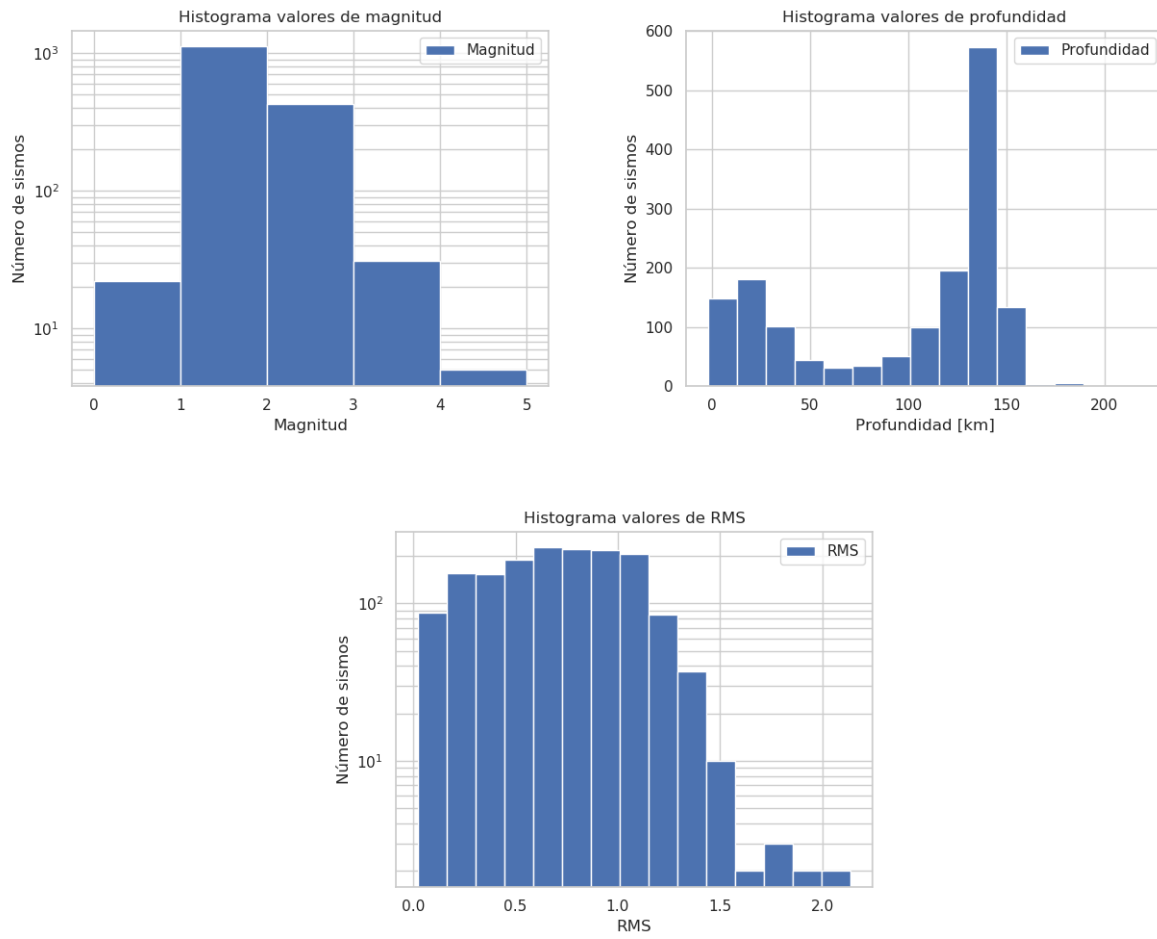 Histograma valores de magnitud
Magnitud
10³
10²
10¹
Número de sismos
0 1 2 3 4 5
Magnitud
Histograma valores de profundidad
Profundidad
600
500
400
300
200
100
0
Número de sismos
0 50 100 150 200
Profundidad [km]
Histograma valores de RMS
RMS
10²
10¹
Número de sismos
0.0 0.5 1.0 1.5 2.0
RMS